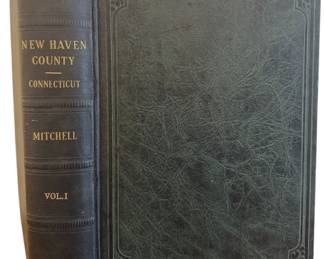 NEW HAVEN
COUNTY
CONNECTICUT
MITCHELL
VOL.I